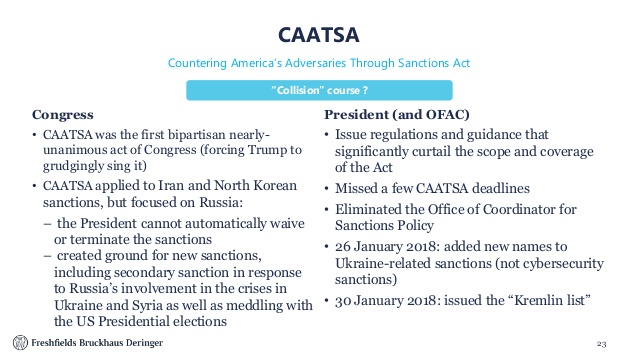 CAATSA
Countering America's Adversaries Through Sanctions Act
"Collision" course ?
Congress
• CAATSA was the first bipartisan nearly-
unanimous act of Congress (forcing Trump to
grudgingly sing it)
• CAATSA applied to Iran and North Korean
sanctions, but focused on Russia:
– the President cannot automatically waive
or terminate the sanctions
– created ground for new sanctions,
including secondary sanction in response
to Russia's involvement in the crises in
Ukraine and Syria as well as meddling with
the US Presidential elections
President (and OFAC)
• Issue regulations and guidance that
significantly curtail the scope and coverage
of the Act
• Missed a few CAATSA deadlines
• Eliminated the Office of Coordinator for
Sanctions Policy
• 26 January 2018: added new names to
Ukraine-related sanctions (not cybersecurity
sanctions)
• 30 January 2018: issued the "Kremlin list"
Freshfields Bruckhaus Deringer
23